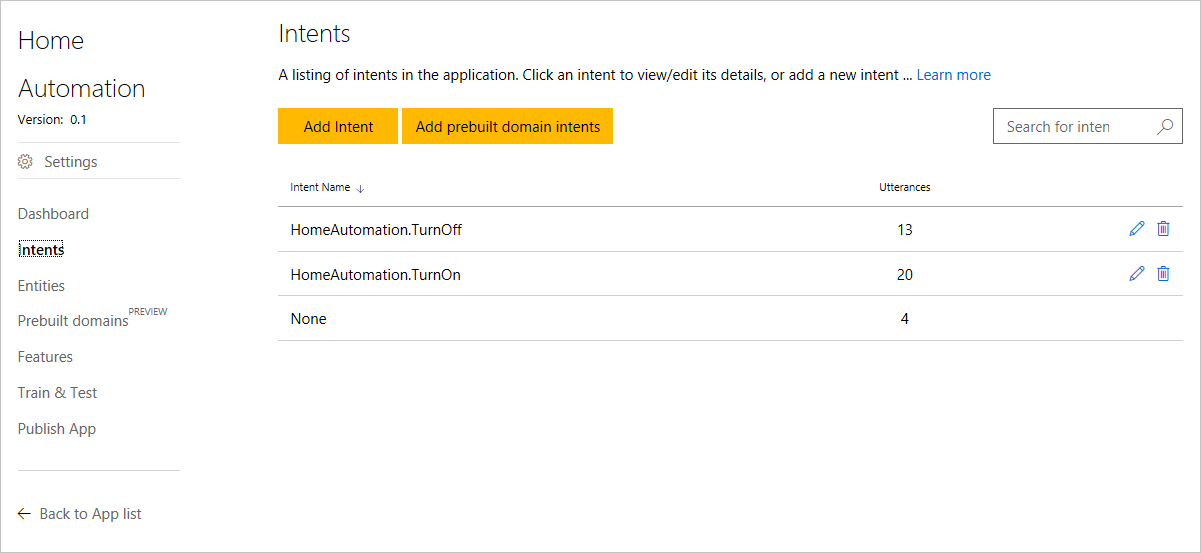 Home
Automation
Version: 0.1
Settings
Dashboard
Intents
Entities
Prebuilt domains PREVIEW
Features
Train & Test
Publish App
Back to App list
Intents
A listing of intents in the application. Click an intent to view/edit its details, or add a new intent ... Learn more
Add Intent Add prebuilt domain intents Search for inten
Intent Name Utterances
HomeAutomation.TurnOff 13
HomeAutomation.TurnOn 20
None 4